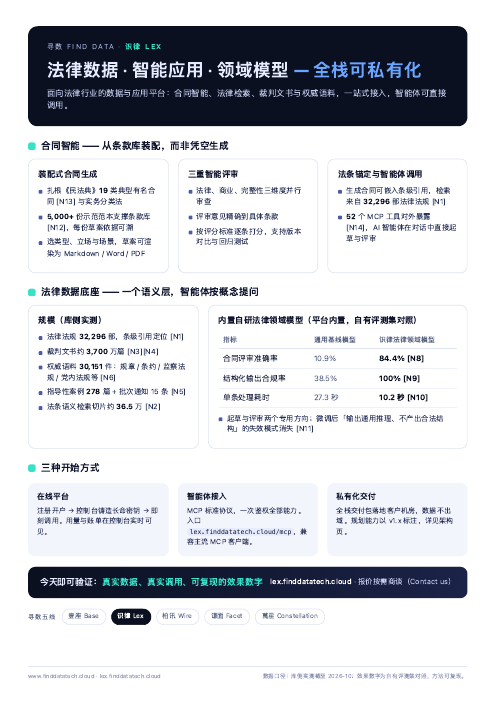 寻数 FIND DATA · 识律 LEX
法律数据 · 智能应用 · 领域模型 — 全栈可私有化
面向法律行业的数据与应用平台：合同智能、法律检索、裁判文书与权威语料，一站式接入，智能体可直接
调用。
合同智能 —— 从条款库装配，而非凭空生成
装配式合同生成
扎根《民法典》19 类典型有名合
同 [N13] 与实务分类法
5,000+ 份示范范本支撑条款库
[N12]，每份草案依据可溯
选类型、立场与场景，草案可渲
染为 Markdown / Word / PDF
三重智能评审
法律、商业、完整性三维度并行
审查
评审意见精确到具体条款
按评分标准逐条打分，支持版本
对比与回归测试
法条锚定与智能体调用
生成合同可嵌入条级引用，检索
来自 32,296 部法律法规 [N1]
52 个 MCP 工具对外暴露
[N14]，AI 智能体在对话中直接起
草与评审
法律数据底座 —— 一个语义层，智能体按概念提问
规模（库侧实测）
法律法规 32,296 部，条级引用定位 [N1]
裁判文书约 3,700 万篇 [N3][N4]
权威语料 30,151 件：规章 / 条约 / 监察法
规 / 党内法规等 [N6]
指导性案例 278 篇 + 批次通知 15 条 [N5]
法条语义检索切片约 36.5 万 [N2]
内置自研法律领域模型（平台内置，自有评测集对照）
指标 通用基线模型 识律法律领域模型
合同评审准确率 10.9% 84.4% [N8]
结构化输出合规率 38.5% 100% [N9]
单条处理耗时 27.3 秒 10.2 秒 [N10]
起草与评审两个专用方向；微调后「输出通用推理、不产出合法结
构」的失效模式消失 [N11]
三种开始方式
在线平台
注册开户 → 控制台铸造长命密钥 → 即
刻调用。用量与账单在控制台实时可
见。
智能体接入
MCP 标准协议，一次鉴权全部能力。
入口
lex.finddatatech.cloud/mcp，兼
容主流 MCP 客户端。
私有化交付
全栈交付包落地客户机房，数据不出
域。规划能力以 v1.x 标注，详见架构
页。
今天即可验证：真实数据、真实调用、可复现的效果数字 lex.finddatatech.cloud · 报价按需商谈（Contact us）
寻数五线 脊座 Base 识律 Lex 柏讯 Wire 谱面 Facet 萬星 Constellation
www.finddatatech.cloud · lex.finddatatech.cloud
数据口径：库侧实测截至 2026-10，效果数字为自有评测集对照，方法可复现。